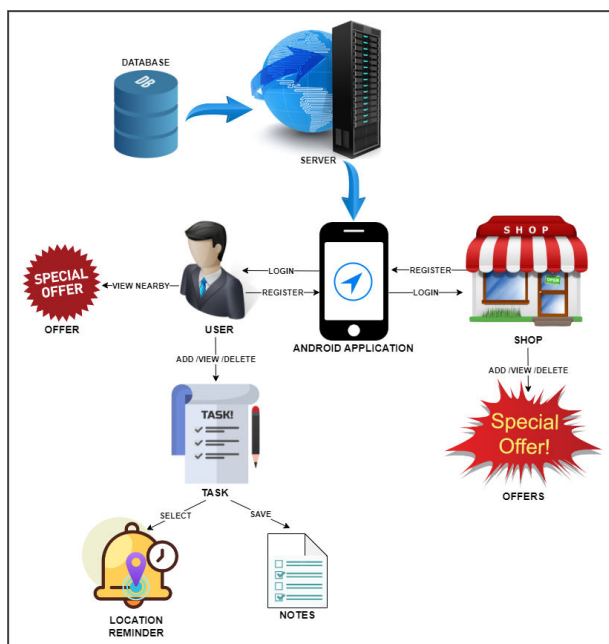 DATABASE
DB
SERVER
SHOP
OPEN
SPECIAL
OFFER
VIEW NEARBY
LOGIN
REGISTER
REGISTER
LOGIN
OFFER
USER
ANDROID APPLICATION
SHOP
ADD /VIEW /DELETE
ADD /VIEW /DELETE
TASK!
Special
Offer!
TASK
OFFERS
SELECT
SAVE
LOCATION
REMINDER
NOTES